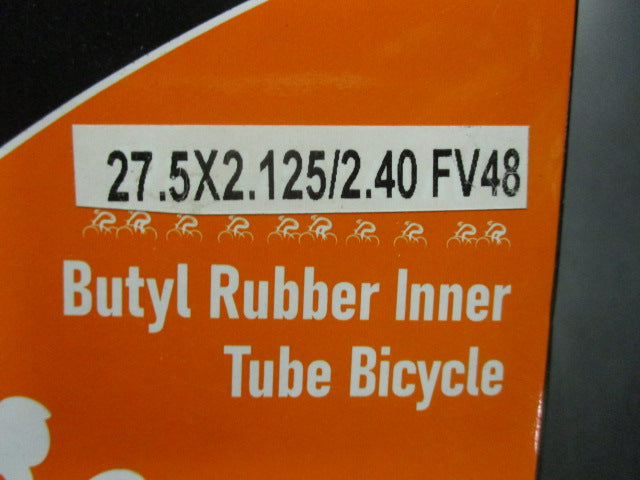 27.5X2.125/2.40 FV48
Butyl Rubber Inner
Tube Bicycle